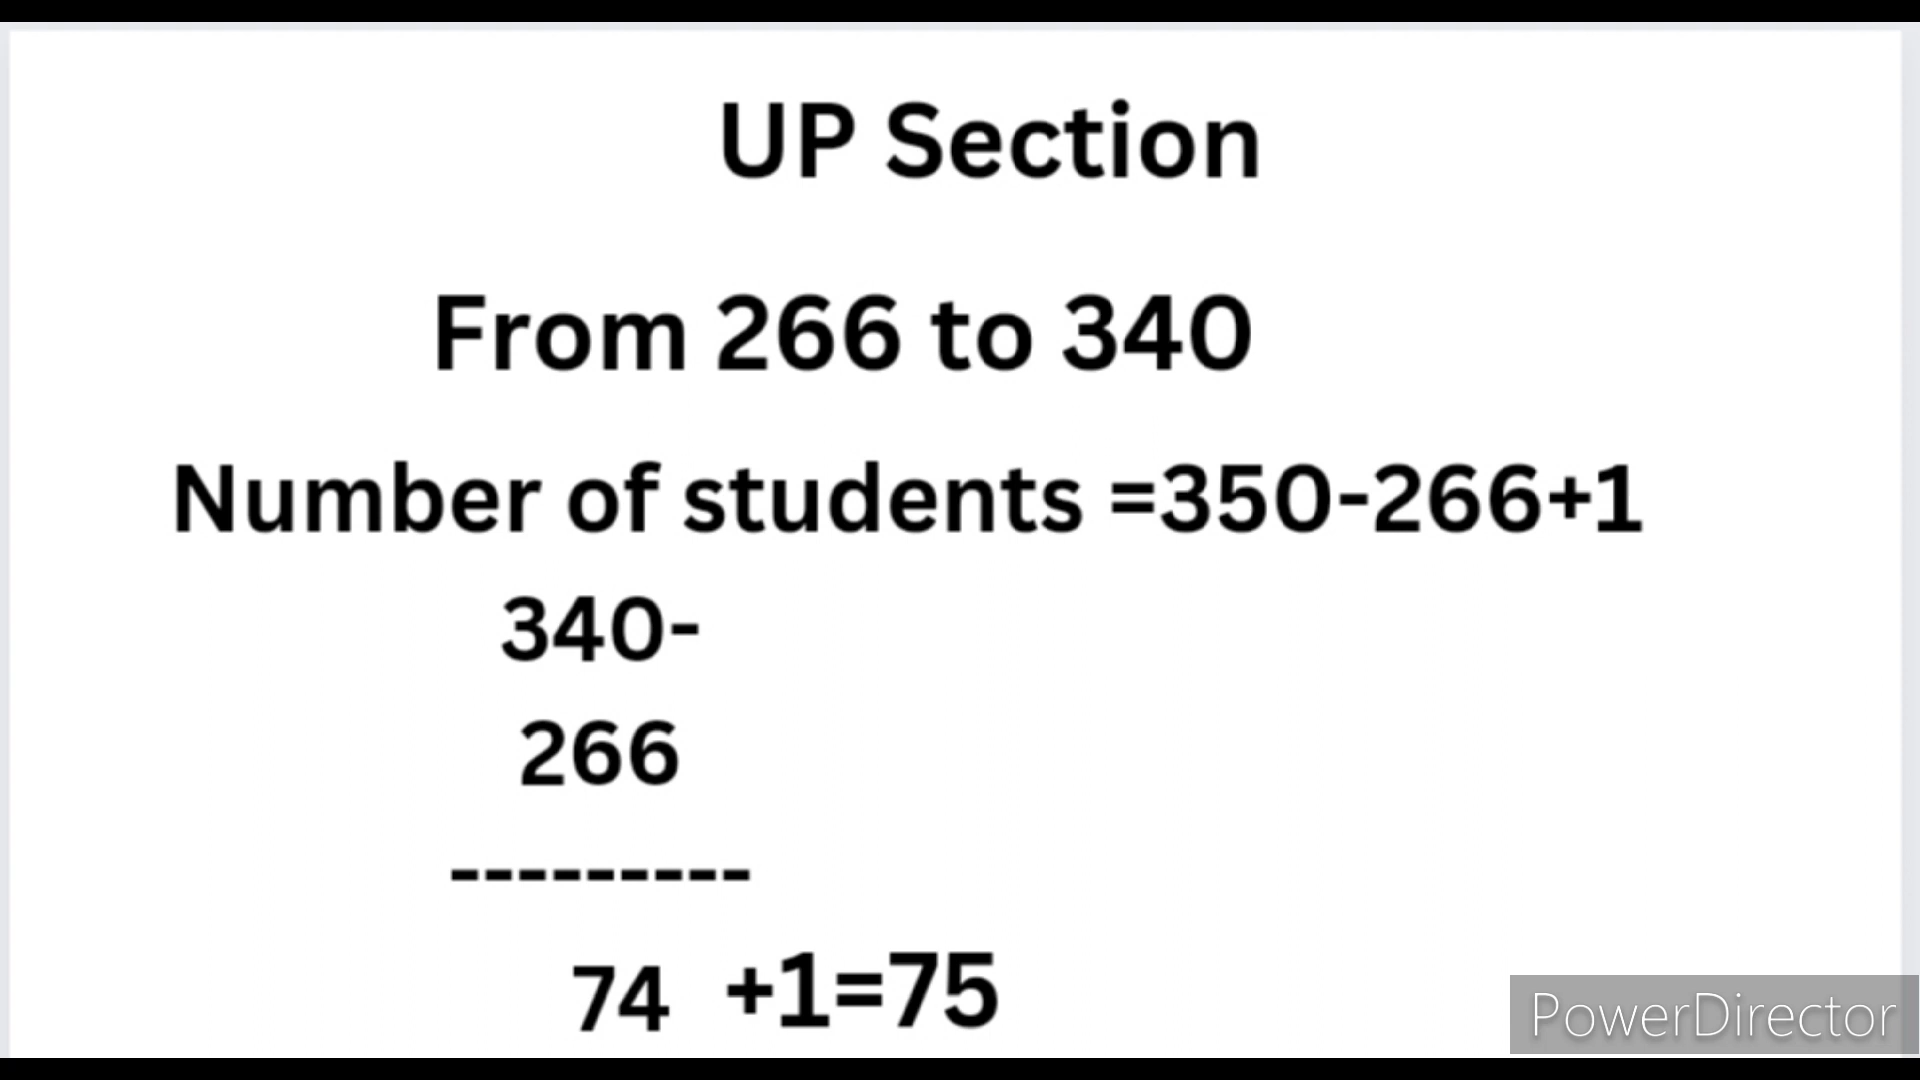 UP Section
From 266 to 340
Number of students =350-266+1
340-
266
---------
74 +1=75
PowerDirector